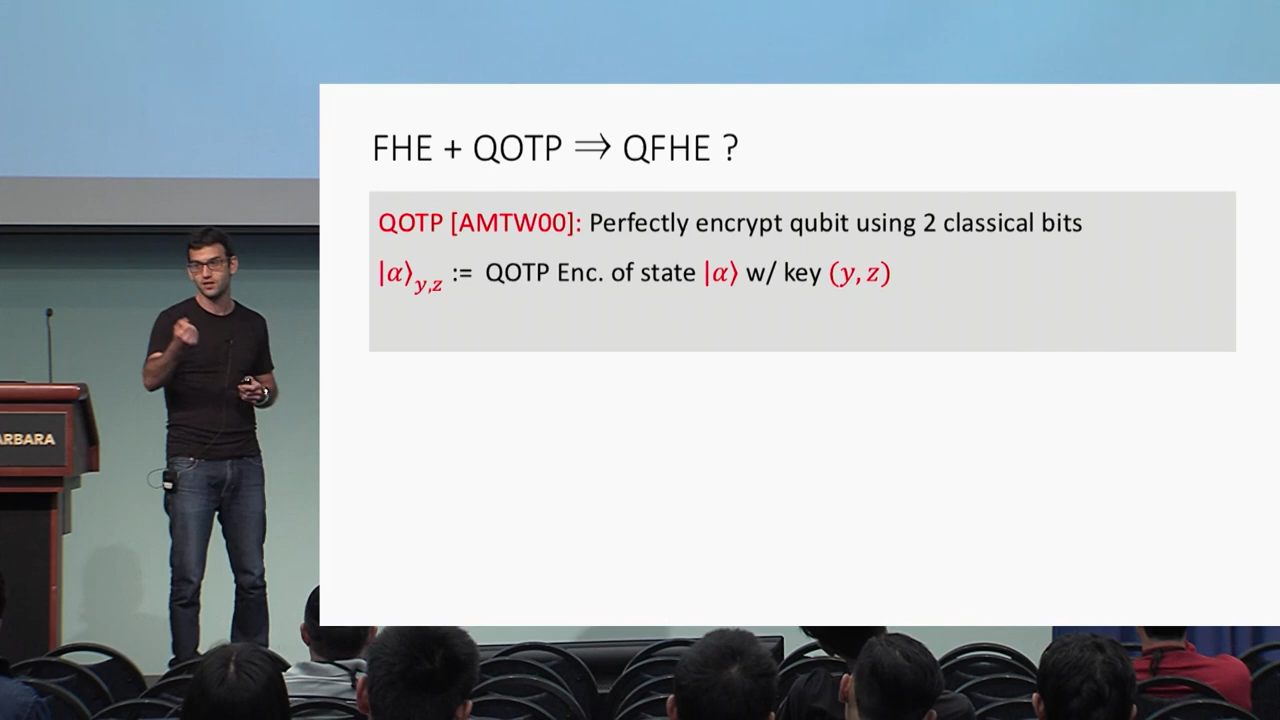 FHE + QOTP ⇒ QFHE ?
QOTP [AMTW00]: Perfectly encrypt qubit using 2 classical bits
|α⟩y,z := QOTP Enc. of state |α⟩ w/ key (y, z)
ARBARA